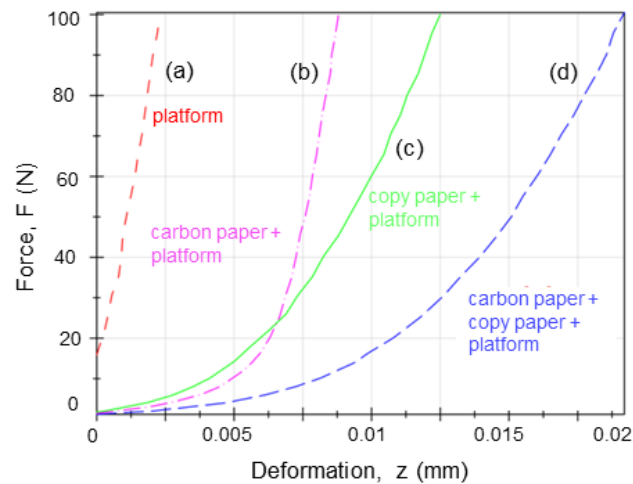 100
80
60
40
20
0
Force, F (N)
(a)
platform
(b)
carbon paper +
platform
(c)
copy paper +
platform
(d)
carbon paper +
copy paper +
platform
0
0.005
0.01
0.015
0.02
Deformation, z (mm)